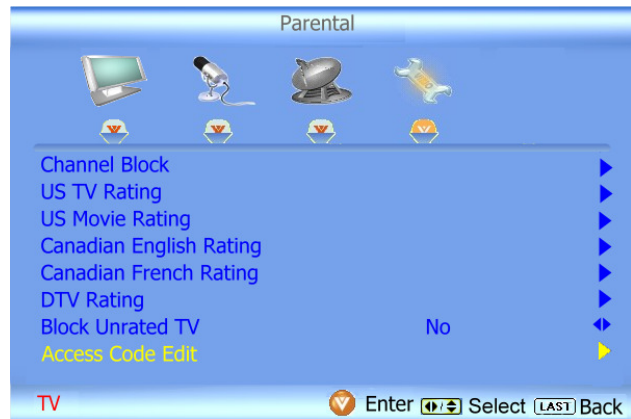 Parental
Channel Block
US TV Rating
US Movie Rating
Canadian English Rating
Canadian French Rating
DTV Rating
Block Unrated TV No
Access Code Edit
TV Enter Select LAST Back